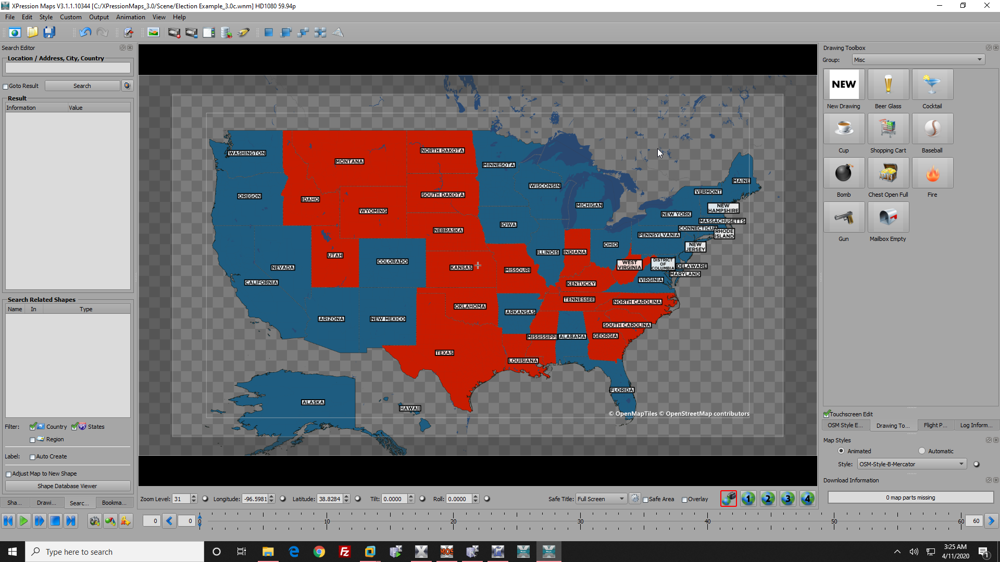 XPression Maps V3.1.1.10344 [C:/XPressionMaps_3.0/Scene/Election Example_3.0c.wnm] HD1080 59.94p
File Edit Style Custom Output Animation View Help
Search Editor
Location / Address, City, Country
Goto Result Search
Result
Information Value
Search Related Shapes
Name In Type
Filter: Country 95 States
Region
Label: Auto Create
Adjust Map to New Shape
Shape Database Viewer
Sha... Drawi... Searc... Bookma...
WASHINGTON
MONTANA
NORTH DAKOTA
MINNESOTA
OREGON
IDAHO
SOUTH DAKOTA
WISCONSIN
MAINE
VERMONT
WYOMING
MICHIGAN
NEW
HAMPSHIRE
NEW YORK
MASSACHUSETTS
NEBRASKA
IOWA
CONNECTICU
RHODE
ISLAND
PENNSYLVANIA
OHIO
NEW
JERSEY
UTAH
COLORADO
ILLINOIS
INDIANA
NEVADA
KANSAS
MISSOURI
WEST
VIRGINIA
DISTRICT
OF
COLUMBIA
DELAWARE
MARYLAND
CALIFORNIA
KENTUCKY
VIRGINIA
TENNESSEE
NORTH CAROLINA
OKLAHOMA
ARKANSAS
ARIZONA
NEW MEXICO
SOUTH CAROLINA
MISSISSIPPI
ALABAMA
GEORGIA
TEXAS
LOUISIANA
FLORIDA
ALASKA
HAWAII
© OpenMapTiles © OpenStreetMap contributors
Drawing Toolbox
Group: Misc
NEW
New Drawing Beer Glass Cocktail
Cup Shopping Cart Baseball
Bomb Chest Open Full Fire
Gun Mailbox Empty
Touchscreen Edit
OSM Style E... Drawing To... Flight P... Log Inform...
Map Styles
Animated Automatic
Style: OSM-Style-B-Mercator
Download Information
0 map parts missing
Zoom Level: 31 Longitude: -96.5981 Latitude: 38.8284 Tilt: 0.0000 Roll: 0.0000 Safe Title: Full Screen Safe Area Overlay 1 2 3 4
0 0 0 10 20 30 40 50 60 60
Type here to search
Fz
MOS
3:25 AM
4/11/2020
1